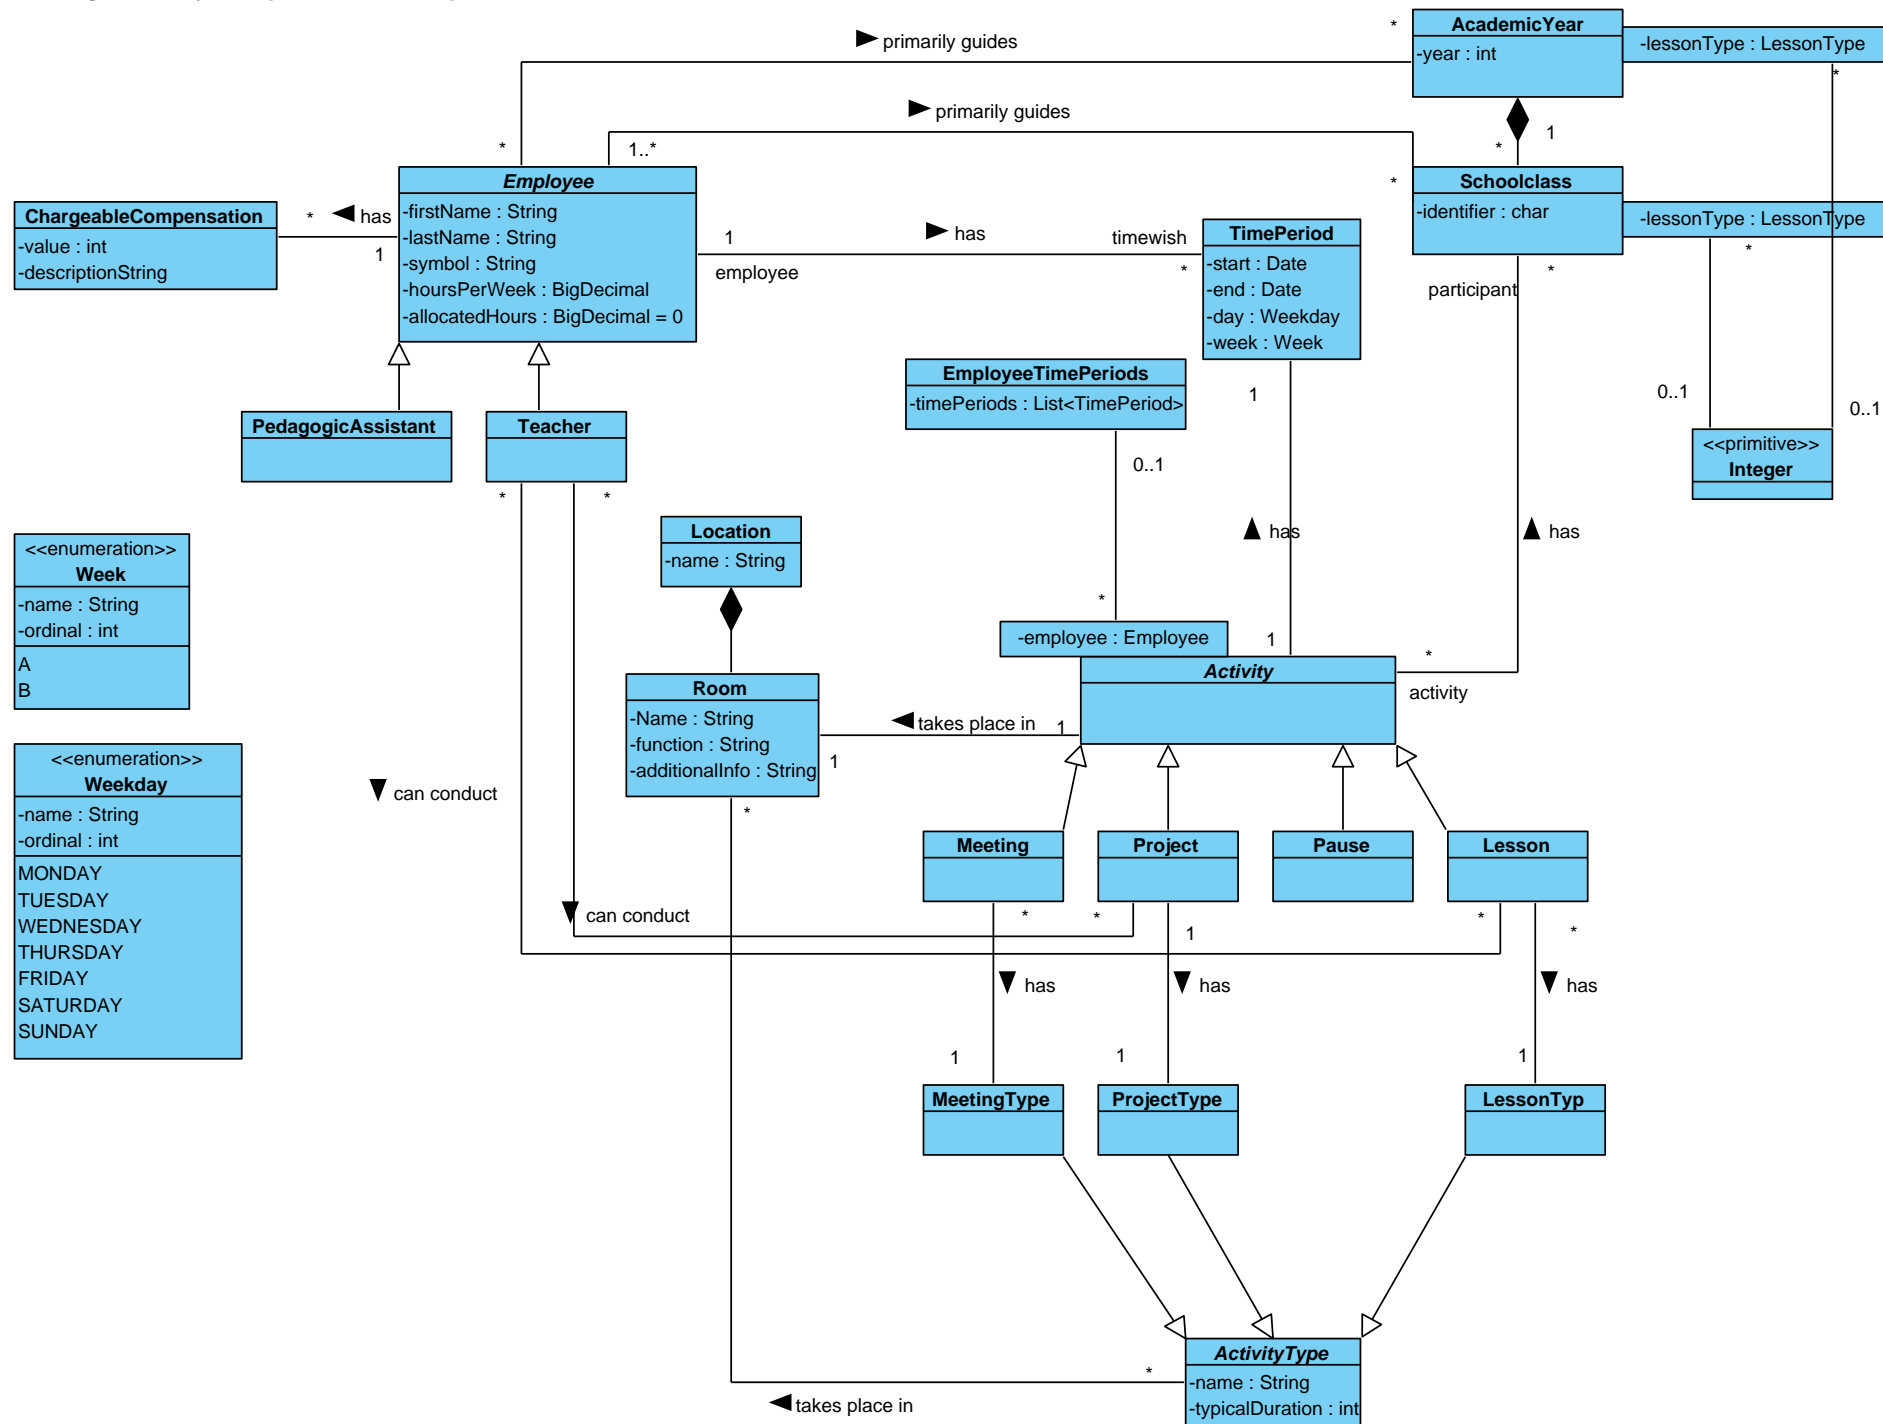 AcademicYear
-year : int
-lessonType : LessonType
*
primarily guides
*
*
primarily guides
1
*
1..*
*
Employee
-firstName : String
-lastName : String
-symbol : String
-hoursPerWeek : BigDecimal
-allocatedHours : BigDecimal = 0
Schoolclass
-identifier : char
-lessonType : LessonType
*
*
*
participant
ChargeableCompensation
-value : int
-descriptionString
*
has
1
1
employee
has
timewish
*
TimePeriod
-start : Date
-end : Date
-day : Weekday
-week : Week
1
EmployeeTimePeriods
-timePeriods : List<TimePeriod>
0..1
0..1
0..1
<<primitive>>
Integer
PedagogicAssistant
Teacher
*
*
Location
-name : String
has
has
<<enumeration>>
Week
-name : String
-ordinal : int
A
B
*
-employee : Employee
1
*
activity
Activity
Room
-Name : String
-function : String
-additionalInfo : String
takes place in
1
1
*
<<enumeration>>
Weekday
-name : String
-ordinal : int
MONDAY
TUESDAY
WEDNESDAY
THURSDAY
FRIDAY
SATURDAY
SUNDAY
can conduct
can conduct
Meeting
Project
Pause
Lesson
*
*
1
*
*
has
has
has
1
1
1
MeetingType
ProjectType
LessonTyp
ActivityType
-name : String
-typicalDuration : int
*
takes place in